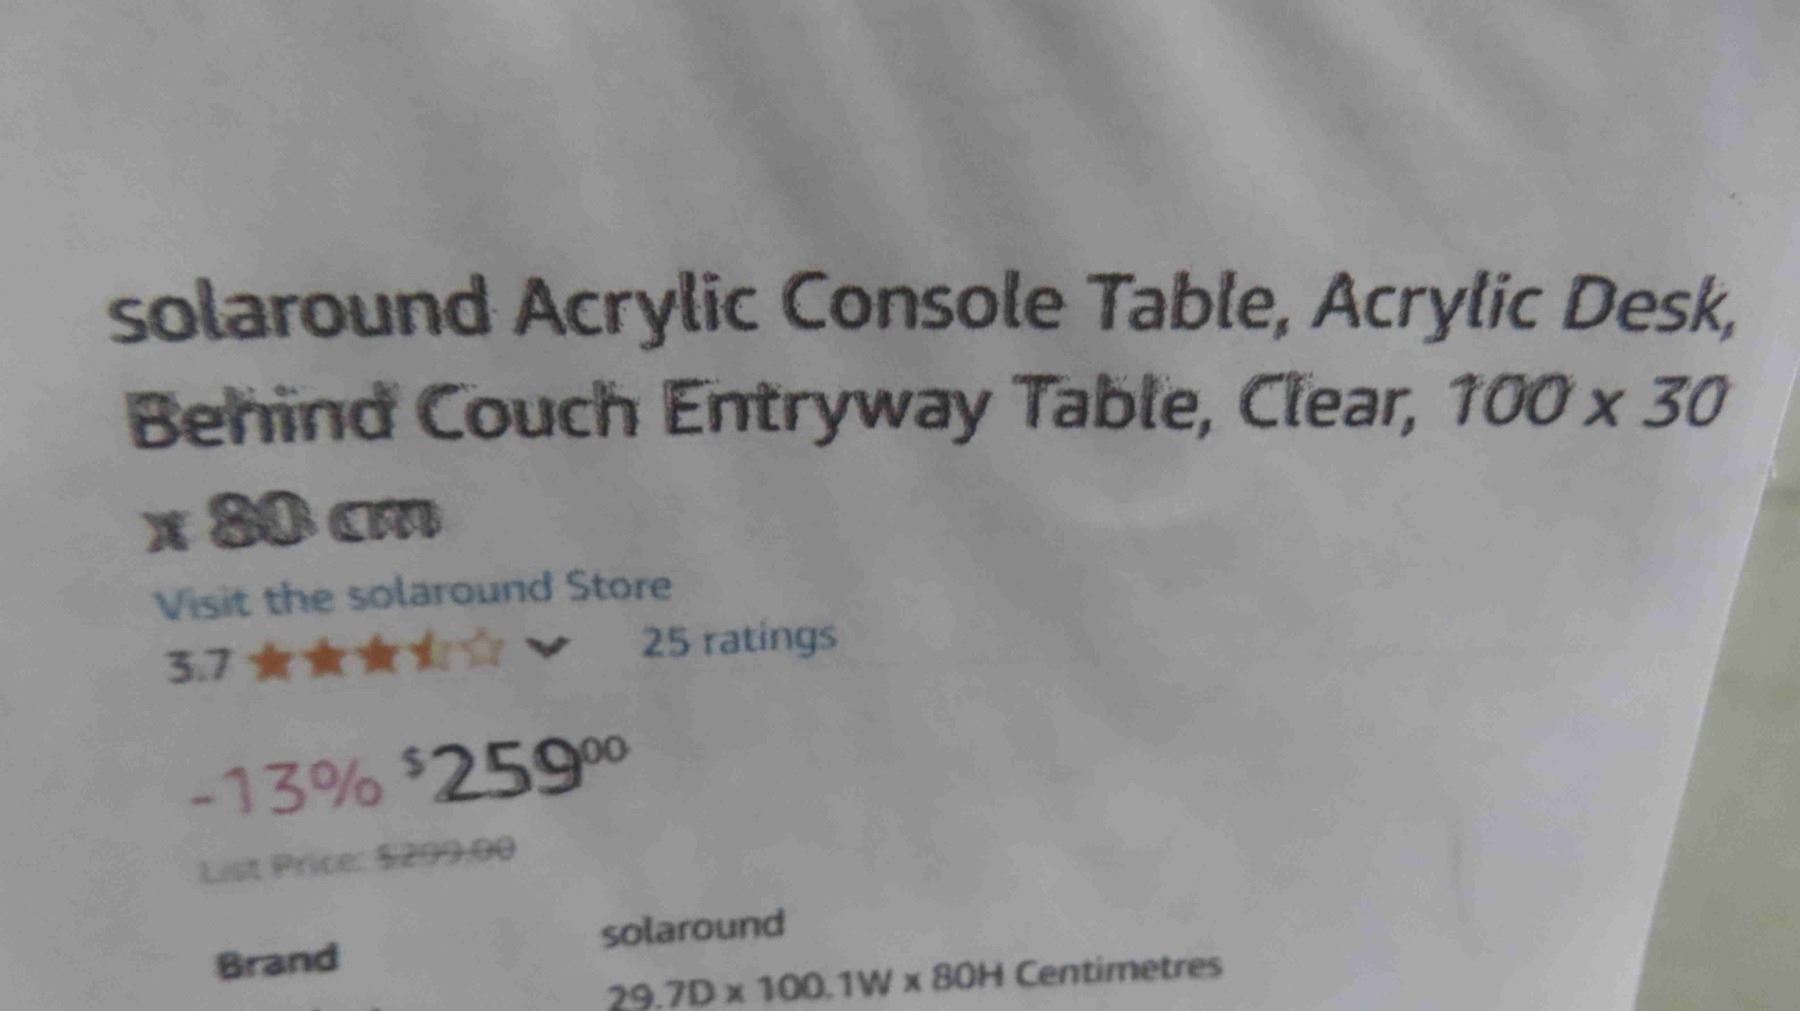 solaround Acrylic Console Table, Acrylic Desk,
Behind Couch Entryway Table, Clear, 100 x 30
x 80 cm
Visit the solaround Store
3.7 25 ratings
-13% $25900
List Price: $299.00
Brand solaround
29.7D x 100.1W x 80H Centimetres